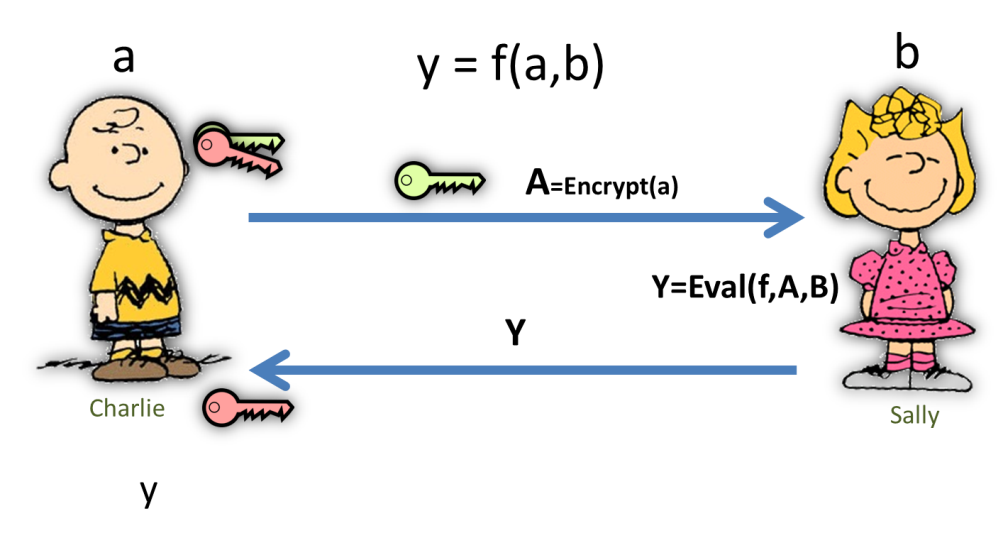 a
y = f(a,b)
b
A=Encrypt(a)
Y=Eval(f,A,B)
Y
Charlie
Sally
y